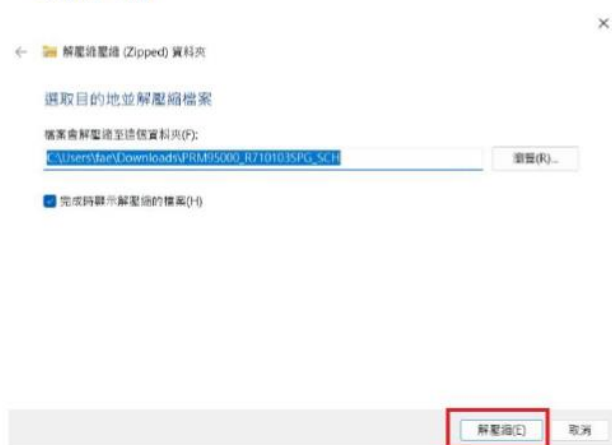 解壓縮壓縮 (Zipped) 資料夾
選取目的地並解壓縮檔案
檔案會解壓縮至這個資料夾(F):
C:\Users\fae\Downloads\PRM95000_R710103SPG_SCH
瀏覽(R)...
完成時顯示解壓縮的檔案(H)
解壓縮(E)
取消